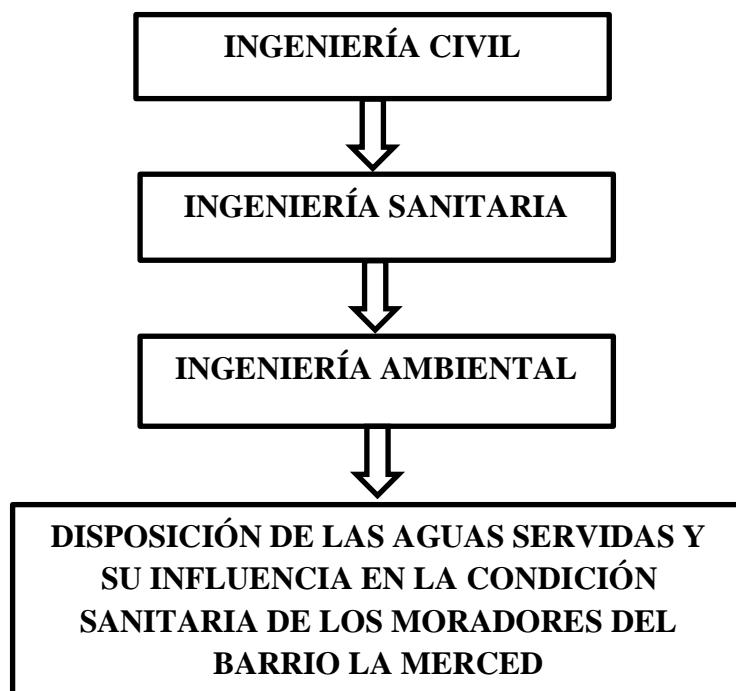 INGENIERÍA CIVIL
INGENIERÍA SANITARIA
INGENIERÍA AMBIENTAL
DISPOSICIÓN DE LAS AGUAS SERVIDAS Y
SU INFLUENCIA EN LA CONDICIÓN
SANITARIA DE LOS MORADORES DEL
BARRIO LA MERCED